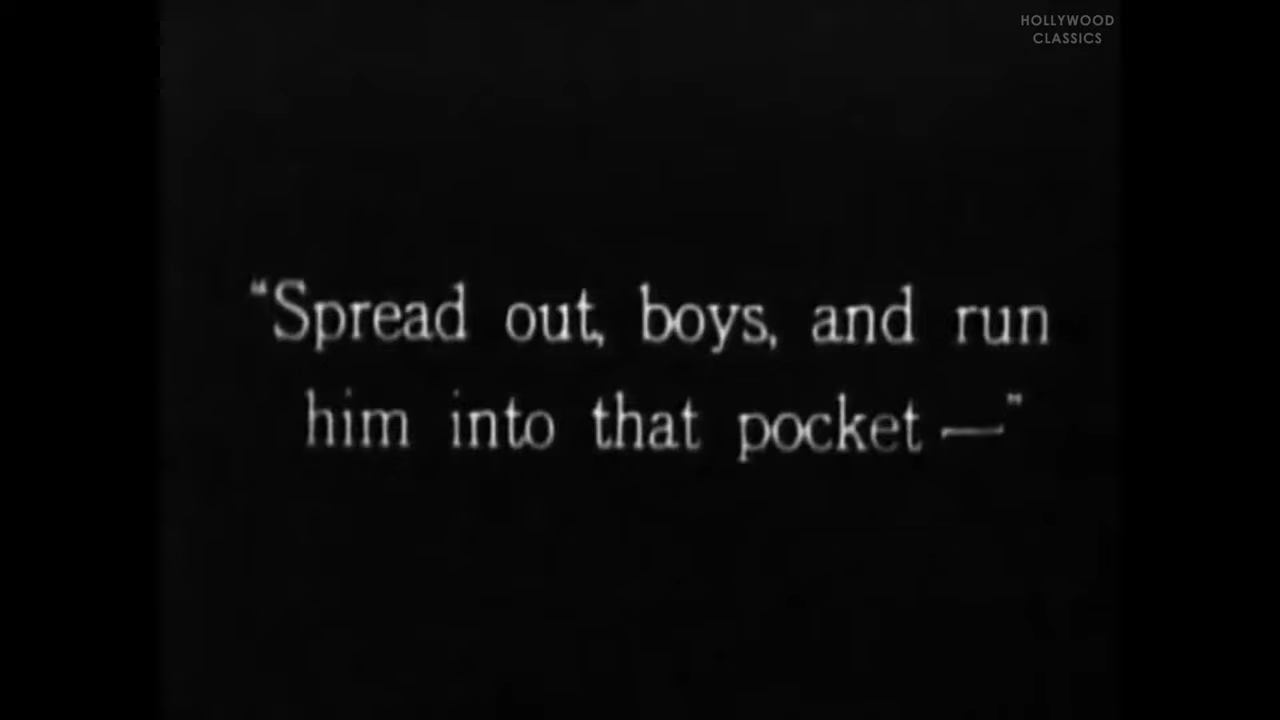 HOLLYWOOD
CLASSICS
"Spread out, boys, and run
him into that pocket —"